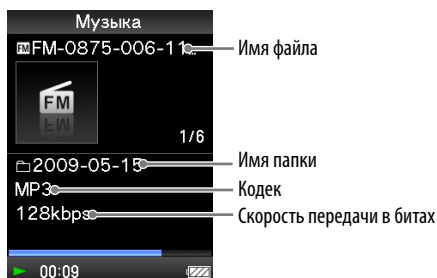 Музыка
FM-0875-006-11... Имя файла
FM
1/6
2009-05-15 Имя папки
MP3 Кодек
128kbps Скорость передачи в битах
00:09